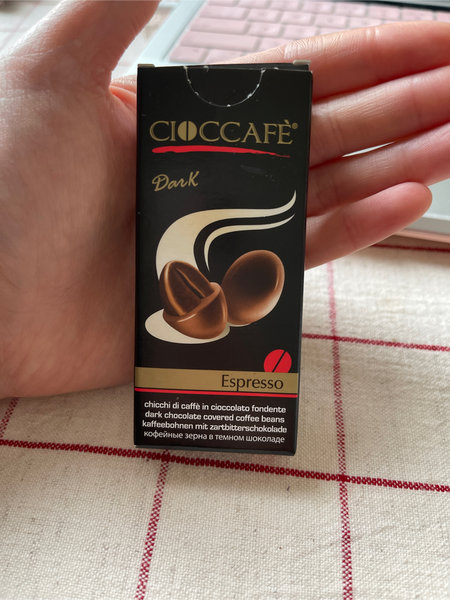 CIOCCAFÈ®
Dark
Espresso
chicchi di caffè in cioccolato fondente
dark chocolate covered coffee beans
kaffeebohnen mit zartbitterschokolade
кофейные зерна в темном шоколаде